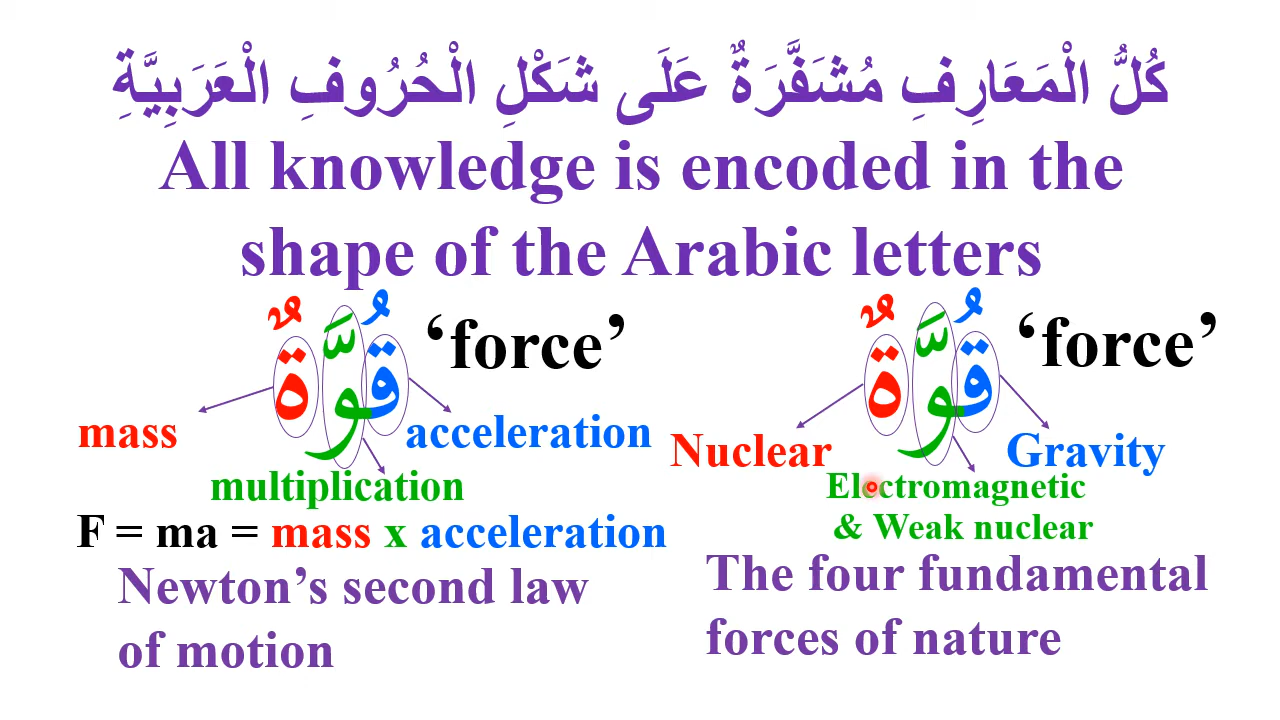 كُلُّ الْمَعَارِفِ مُشَفَّرَةٌ عَلَى شَكْلِ الْحُرُوفِ الْعَرَبِيَّةِ
All knowledge is encoded in the
shape of the Arabic letters
قُوَّةٌ ‘force’
mass
acceleration
multiplication
F = ma = mass x acceleration
Newton’s second law
of motion
قُوَّةٌ ‘force’
Nuclear
Gravity
Electromagnetic
& Weak nuclear
The four fundamental
forces of nature